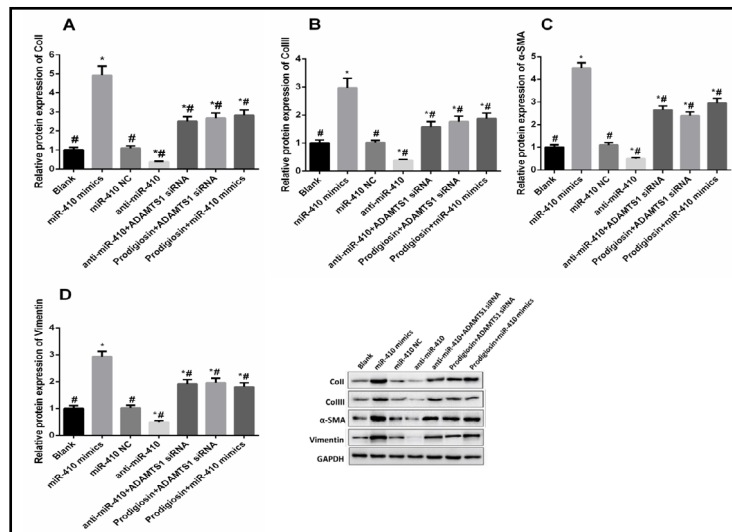 A
Relative protein expression of ColI
6
5
4
3
2
1
0
#
*
#
*#
*#
*#
*#
Blank
miR-410 mimics
miR-410 NC
anti-miR-410
anti-miR-410+ADAMTS1 siRNA
Prodigiosin+ADAMTS1 siRNA
Prodigiosin+miR-410 mimics
B
Relative protein expression of ColIII
4
3
2
1
0
#
*
#
*#
*#
*#
*#
Blank
miR-410 mimics
miR-410 NC
anti-miR-410
anti-miR-410+ADAMTS1 siRNA
Prodigiosin+ADAMTS1 siRNA
Prodigiosin+miR-410 mimics
C
Relative protein expression of α-SMA
5
4
3
2
1
0
#
*
#
*#
*#
*#
*#
Blank
miR-410 mimics
miR-410 NC
anti-miR-410
anti-miR-410+ADAMTS1 siRNA
Prodigiosin+ADAMTS1 siRNA
Prodigiosin+miR-410 mimics
D
Relative protein expression of Vimentin
4
3
2
1
0
#
*
#
*#
*#
*#
*#
Blank
miR-410 mimics
miR-410 NC
anti-miR-410
anti-miR-410+ADAMTS1 siRNA
Prodigiosin+ADAMTS1 siRNA
Prodigiosin+miR-410 mimics
Blank
miR-410 mimics
miR-410 NC
anti-miR-410
anti-miR-410+ADAMTS1 siRNA
Prodigiosin+ADAMTS1 siRNA
Prodigiosin+miR-410 mimics
ColI
ColIII
α-SMA
Vimentin
GAPDH